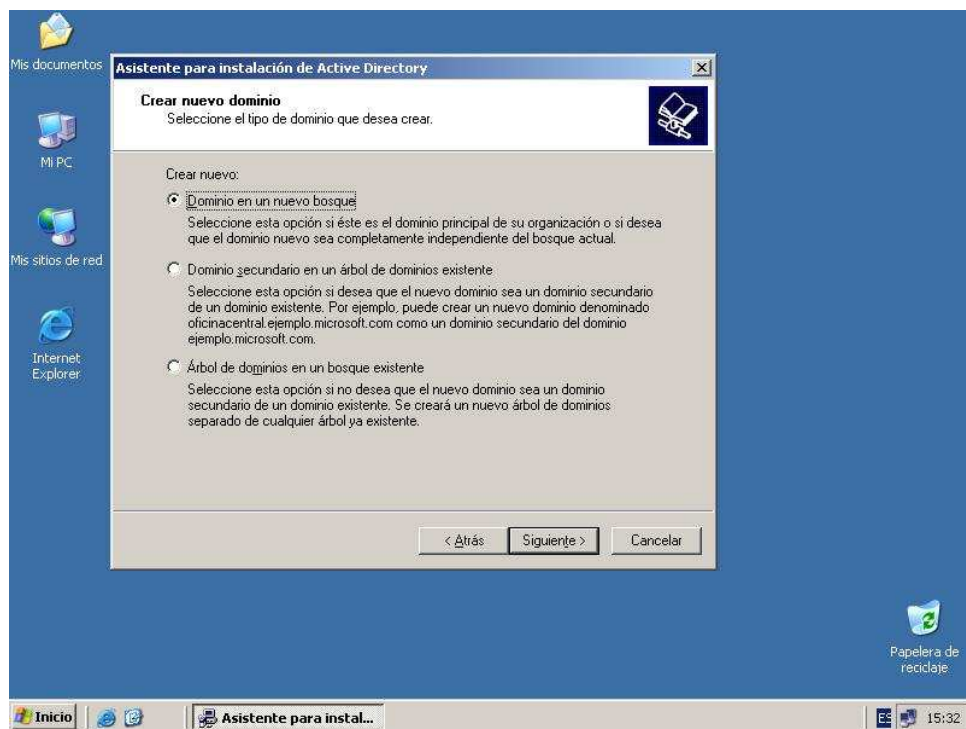 Mis documentos
Mi PC
Mis sitios de red
Internet
Explorer
Asistente para instalación de Active Directory
Crear nuevo dominio
Seleccione el tipo de dominio que desea crear.
Crear nuevo:
Dominio en un nuevo bosque
Seleccione esta opción si éste es el dominio principal de su organización o si desea
que el dominio nuevo sea completamente independiente del bosque actual.
Dominio secundario en un árbol de dominios existente
Seleccione esta opción si desea que el nuevo dominio sea un dominio secundario
de un dominio existente. Por ejemplo, puede crear un nuevo dominio denominado
oficinacentral.ejemplo.microsoft.com como un dominio secundario del dominio
ejemplo.microsoft.com.
Árbol de dominios en un bosque existente
Seleccione esta opción si no desea que el nuevo dominio sea un dominio
secundario de un dominio existente. Se creará un nuevo árbol de dominios
separado de cualquier árbol ya existente.
< Atrás
Siguiente >
Cancelar
Papelera de
reciclaje
Inicio
Asistente para instal...
ES
15:32